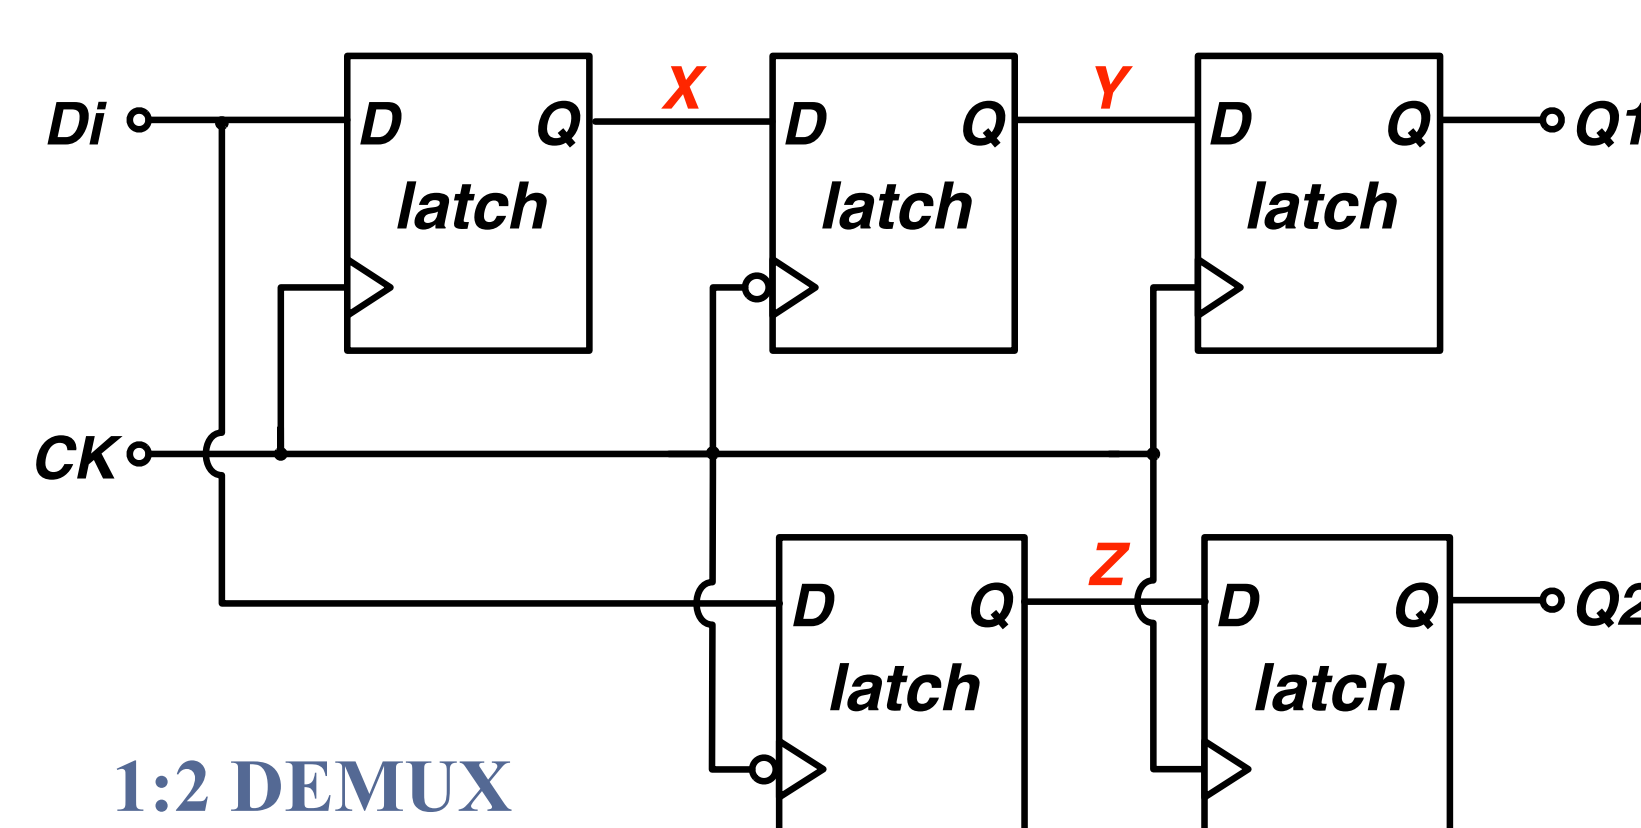 X
Y
Di
D Q
D Q
D Q
Q1
latch
latch
latch
CK
Z
D Q
D Q
Q2
latch
latch
1:2 DEMUX